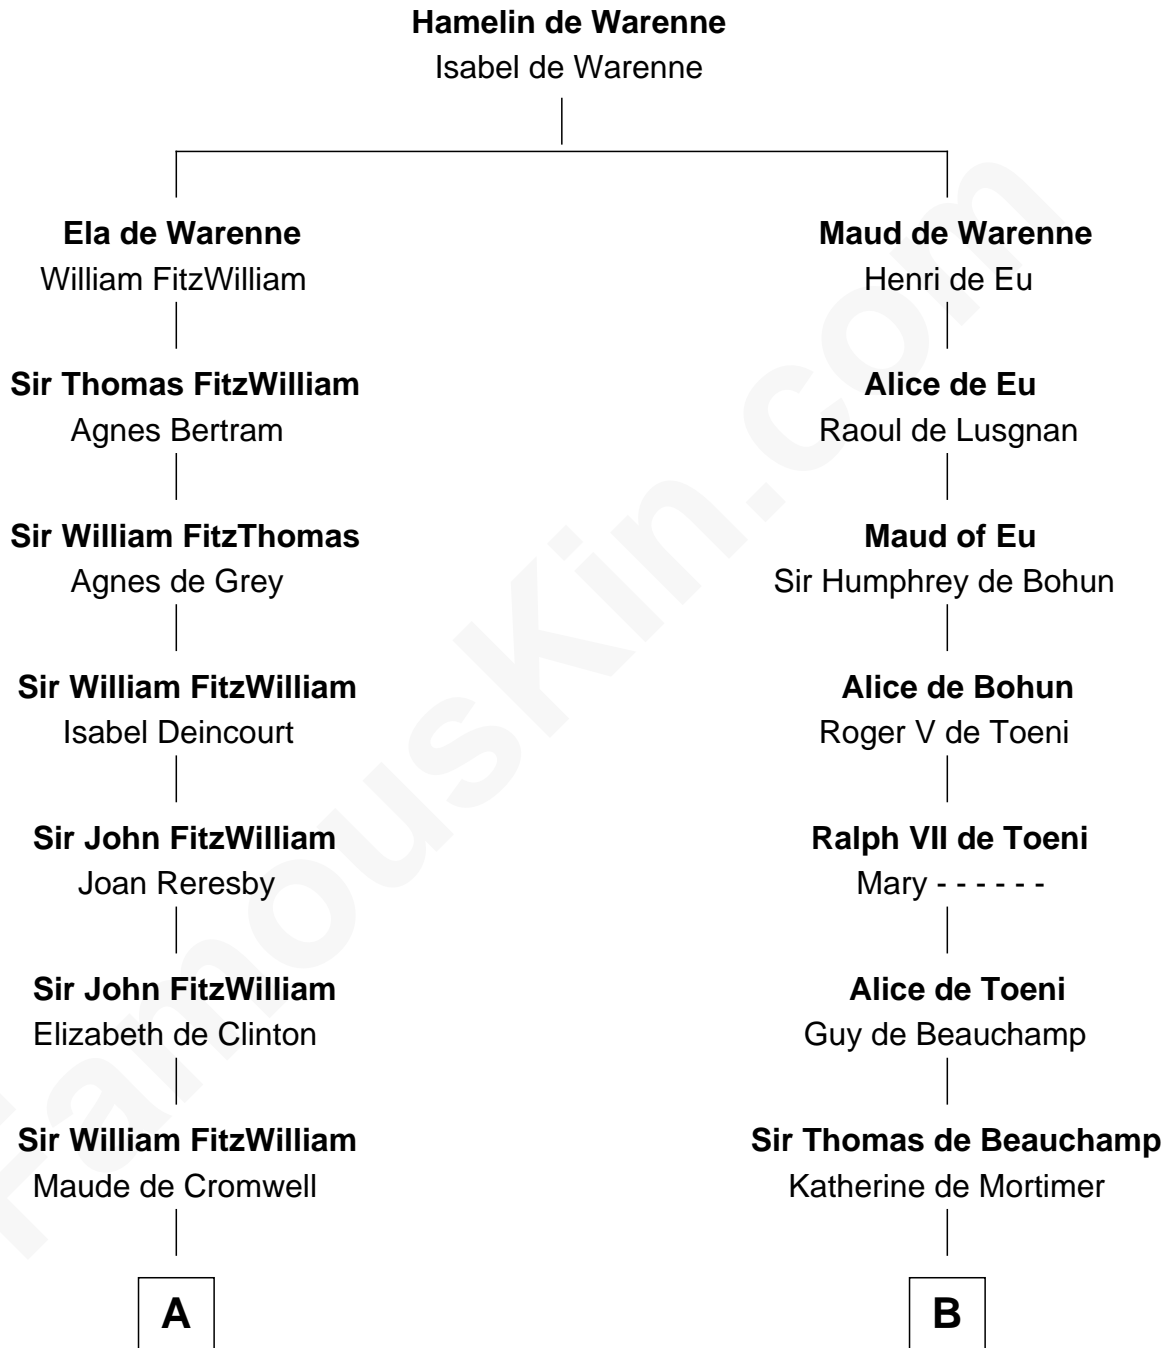 Hamelin de Warenne
Isabel de Warenne
Ela de Warenne
William FitzWilliam
Maud de Warenne
Henri de Eu
Sir Thomas FitzWilliam
Agnes Bertram
Alice de Eu
Raoul de Lusgnan
Sir William FitzThomas
Agnes de Grey
Maud of Eu
Sir Humphrey de Bohun
Sir William FitzWilliam
Isabel Deincourt
Alice de Bohun
Roger V de Toeni
Sir John FitzWilliam
Joan Reresby
Ralph VII de Toeni
Mary - - - - - -
Sir John FitzWilliam
Elizabeth de Clinton
Alice de Toeni
Guy de Beauchamp
Sir William FitzWilliam
Maude de Cromwell
Sir Thomas de Beauchamp
Katherine de Mortimer
A
B
FamousKin.com